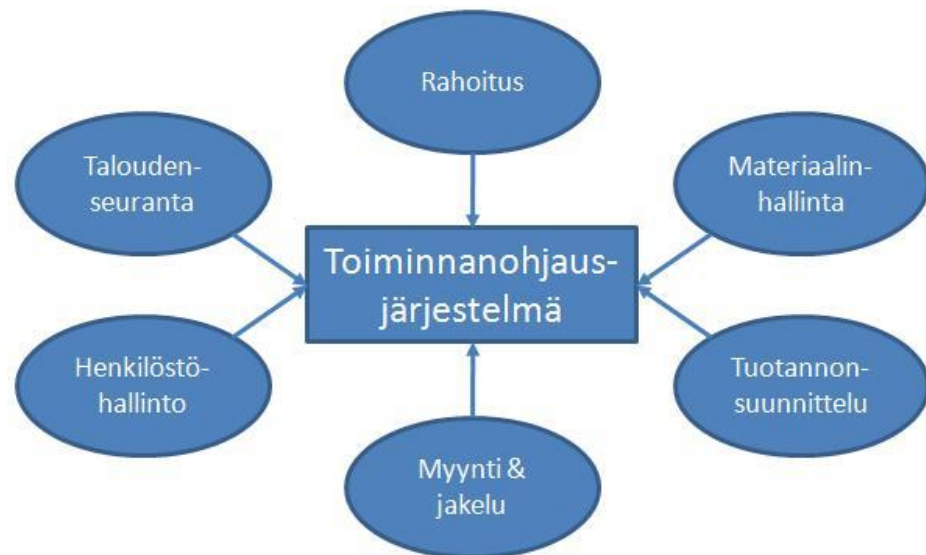 Rahoitus
Talouden-
seuranta
Materiaalin-
hallinta
Toiminnanohjaus-
järjestelmä
Henkilöstö-
hallinto
Tuotannon-
suunnittelu
Myynti &
jakelu